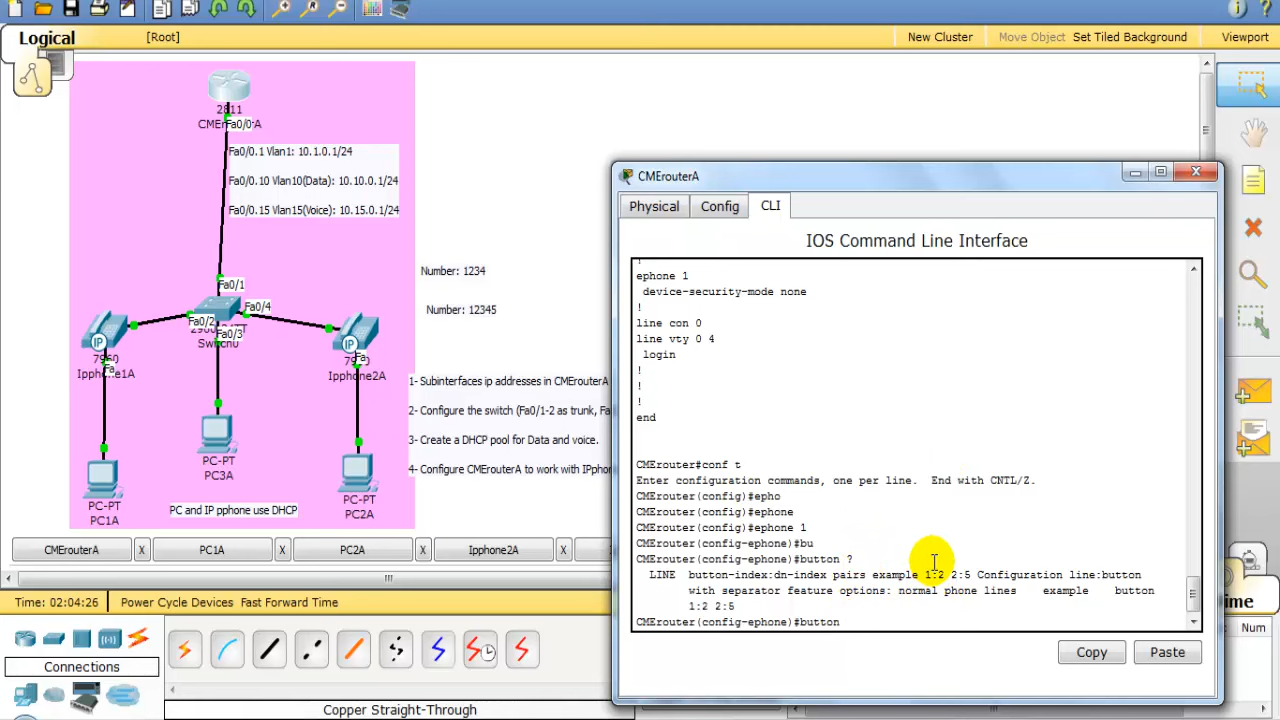 Logical
[Root]
New Cluster
Move Object
Set Tiled Background
Viewport
2811
CMErouterA
Fa0/0
Fa0/0.1 Vlan1: 10.1.0.1/24
Fa0/0.10 Vlan10(Data): 10.10.0.1/24
Fa0/0.15 Vlan15(Voice): 10.15.0.1/24
Fa0/1
Fa0/2
Fa0/4
Fa0/3
Switch0
IP
7960
Ipphone1A
Fa
IP
Fa
Ipphone2A
PC-PT
PC3A
PC-PT
PC1A
PC-PT
PC2A
PC and IP pphone use DHCP
Number: 1234
Number: 12345
1- Subinterfaces ip addresses in CMErouterA
2- Configure the switch (Fa0/1-2 as trunk, Fa
3- Create a DHCP pool for Data and voice.
4- Configure CMErouterA to work with IPphon
CMErouterA
Physical
Config
CLI
IOS Command Line Interface
!
ephone 1
device-security-mode none
!
line con 0
line vty 0 4
login
!
!
!
end
CMErouter#conf t
Enter configuration commands, one per line. End with CNTL/Z.
CMErouter(config)#epho
CMErouter(config)#ephone
CMErouter(config)#ephone 1
CMErouter(config-ephone)#bu
CMErouter(config-ephone)#button ?
LINE button-index:dn-index pairs example 1:2 2:5 Configuration line:button
with separator feature options: normal phone lines example button
1:2 2:5
CMErouter(config-ephone)#button
Copy
Paste
CMErouterA
X
PC1A
X
PC2A
X
Ipphone2A
X
Time: 02:04:26
Power Cycle Devices Fast Forward Time
ime
Num
Connections
Copper Straight-Through